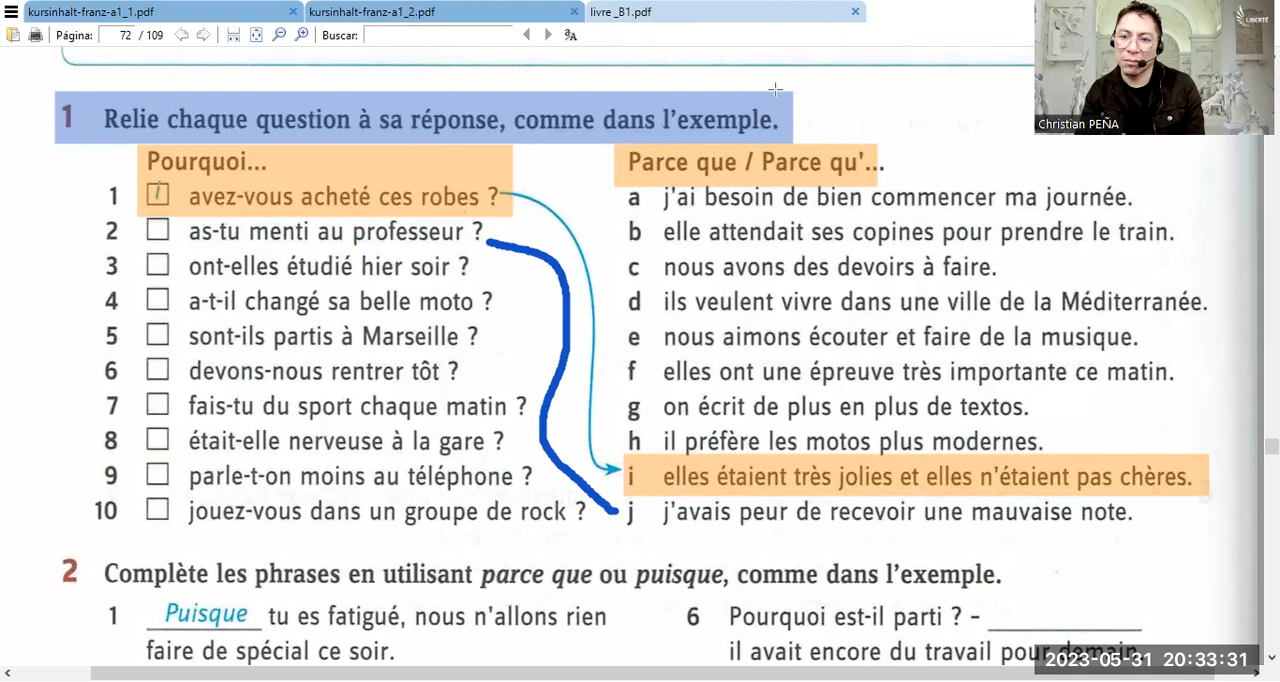 kursinhalt-franz-a1_1.pdf
kursinhalt-franz-a1_2.pdf
livre _B1.pdf
Página: 72 / 109 Buscar:
LIBERTÉ
Christian PEÑA
1 Relie chaque question à sa réponse, comme dans l'exemple.
Pourquoi...
1 i avez-vous acheté ces robes ?
2 as-tu menti au professeur ?
3 ont-elles étudié hier soir ?
4 a-t-il changé sa belle moto ?
5 sont-ils partis à Marseille ?
6 devons-nous rentrer tôt ?
7 fais-tu du sport chaque matin ?
8 était-elle nerveuse à la gare ?
9 parle-t-on moins au téléphone ?
10 jouez-vous dans un groupe de rock ?
Parce que / Parce qu'...
a j'ai besoin de bien commencer ma journée.
b elle attendait ses copines pour prendre le train.
c nous avons des devoirs à faire.
d ils veulent vivre dans une ville de la Méditerranée.
e nous aimons écouter et faire de la musique.
f elles ont une épreuve très importante ce matin.
g on écrit de plus en plus de textos.
h il préfère les motos plus modernes.
i elles étaient très jolies et elles n'étaient pas chères.
j j'avais peur de recevoir une mauvaise note.
2 Complète les phrases en utilisant parce que ou puisque, comme dans l'exemple.
1 Puisque tu es fatigué, nous n'allons rien
faire de spécial ce soir.
6 Pourquoi est-il parti ? – ____________
il avait encore du travail pour demain.
2023-05-31 20:33:31